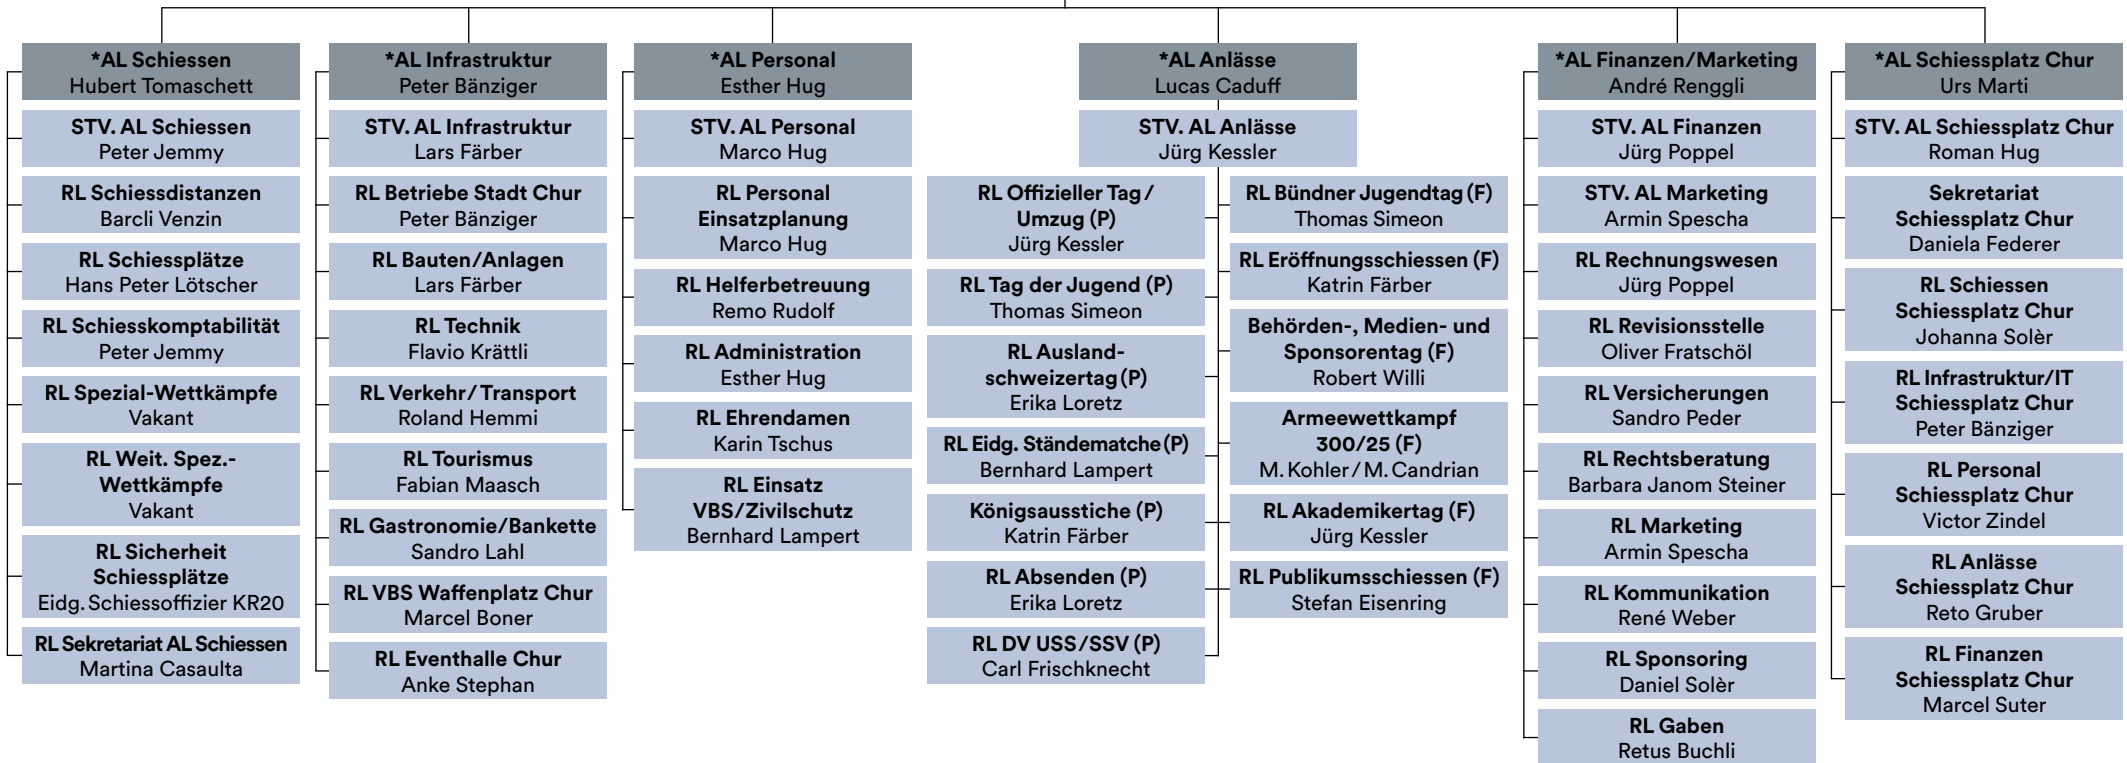 *AL Schiessen
Hubert Tomaschett
STV. AL Schiessen
Peter Jemmy
RL Schiessdistanzen
Barcli Venzin
RL Schiessplätze
Hans Peter Lötscher
RL Schiesskomptabilität
Peter Jemmy
RL Spezial-Wettkämpfe
Vakant
RL Weit. Spez.-
Wettkämpfe
Vakant
RL Sicherheit
Schiessplätze
Eidg. Schiessoffizier KR20
RL Sekretariat AL Schiessen
Martina Casaulta
*AL Infrastruktur
Peter Bänziger
STV. AL Infrastruktur
Lars Färber
RL Betriebe Stadt Chur
Peter Bänziger
RL Bauten/Anlagen
Lars Färber
RL Technik
Flavio Krättli
RL Verkehr/Transport
Roland Hemmi
RL Tourismus
Fabian Maasch
RL Gastronomie/Bankette
Sandro Lahl
RL VBS Waffenplatz Chur
Marcel Boner
RL Eventhalle Chur
Anke Stephan
*AL Personal
Esther Hug
STV. AL Personal
Marco Hug
RL Personal
Einsatzplanung
Marco Hug
RL Helferbetreuung
Remo Rudolf
RL Administration
Esther Hug
RL Ehrendamen
Karin Tschus
RL Einsatz
VBS/Zivilschutz
Bernhard Lampert
*AL Anlässe
Lucas Caduff
STV. AL Anlässe
Jürg Kessler
RL Offizieller Tag/
Umzug (P)
Jürg Kessler
RL Tag der Jugend (P)
Thomas Simeon
RL Ausland-
schweizertag (P)
Erika Loretz
RL Eidg. Ständematche (P)
Bernhard Lampert
Königsausstiche (P)
Katrin Färber
RL Absenden (P)
Erika Loretz
RL DV USS/SSV (P)
Carl Frischknecht
RL Bündner Jugendtag (F)
Thomas Simeon
RL Eröffnungsschiessen (F)
Katrin Färber
Behörden-, Medien- und
Sponsorentag (F)
Robert Willi
Armeewettkampf
300/25 (F)
M. Kohler/M. Candrian
RL Akademikertag (F)
Jürg Kessler
RL Publikumsschiessen (F)
Stefan Eisenring
*AL Finanzen/Marketing
André Renggli
STV. AL Finanzen
Jürg Poppel
STV. AL Marketing
Armin Spescha
RL Rechnungswesen
Jürg Poppel
RL Revisionsstelle
Oliver Fratschöl
RL Versicherungen
Sandro Peder
RL Rechtsberatung
Barbara Janom Steiner
RL Marketing
Armin Spescha
RL Kommunikation
René Weber
RL Sponsoring
Daniel Solèr
RL Gaben
Retus Buchli
*AL Schiessplatz Chur
Urs Marti
STV. AL Schiessplatz Chur
Roman Hug
Sekretariat
Schiessplatz Chur
Daniela Federer
RL Schiessen
Schiessplatz Chur
Johanna Solèr
RL Infrastruktur/IT
Schiessplatz Chur
Peter Bänziger
RL Personal
Schiessplatz Chur
Victor Zindel
RL Anlässe
Schiessplatz Chur
Reto Gruber
RL Finanzen
Schiessplatz Chur
Marcel Suter